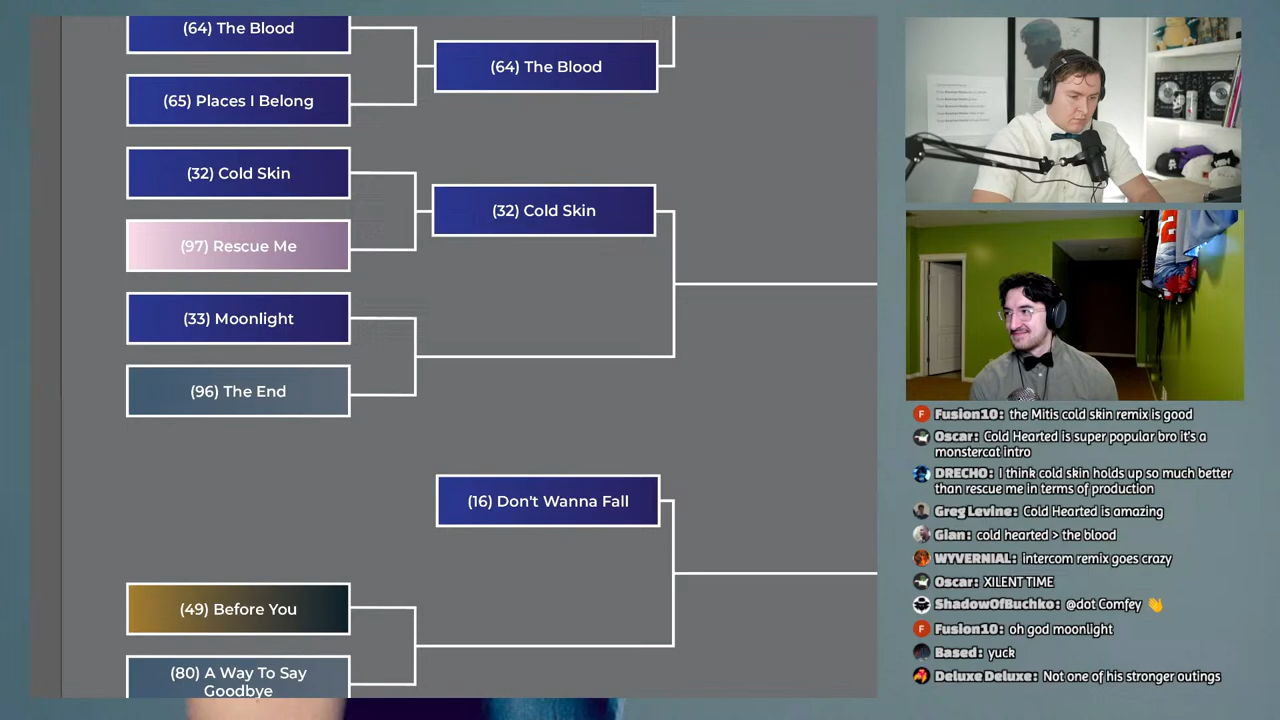 (64) The Blood
(64) The Blood
(65) Places I Belong
(32) Cold Skin
(32) Cold Skin
(97) Rescue Me
(33) Moonlight
(96) The End
(16) Don't Wanna Fall
(49) Before You
(80) A Way To Say
Goodbye
Fusion10: the Mitis cold skin remix is good
Oscar: Cold Hearted is super popular bro it's a
monstercat intro
DRECHO: I think cold skin holds up so much better
than rescue me in terms of production
Greg Levine: Cold Hearted is amazing
Gian: cold hearted > the blood
WYVERNIAL: intercom remix goes crazy
Oscar: XILENT TIME
ShadowOfBuchko: @dot Comfey 👋
Fusion10: oh god moonlight
Based: yuck
Deluxe Deluxe: Not one of his stronger outings